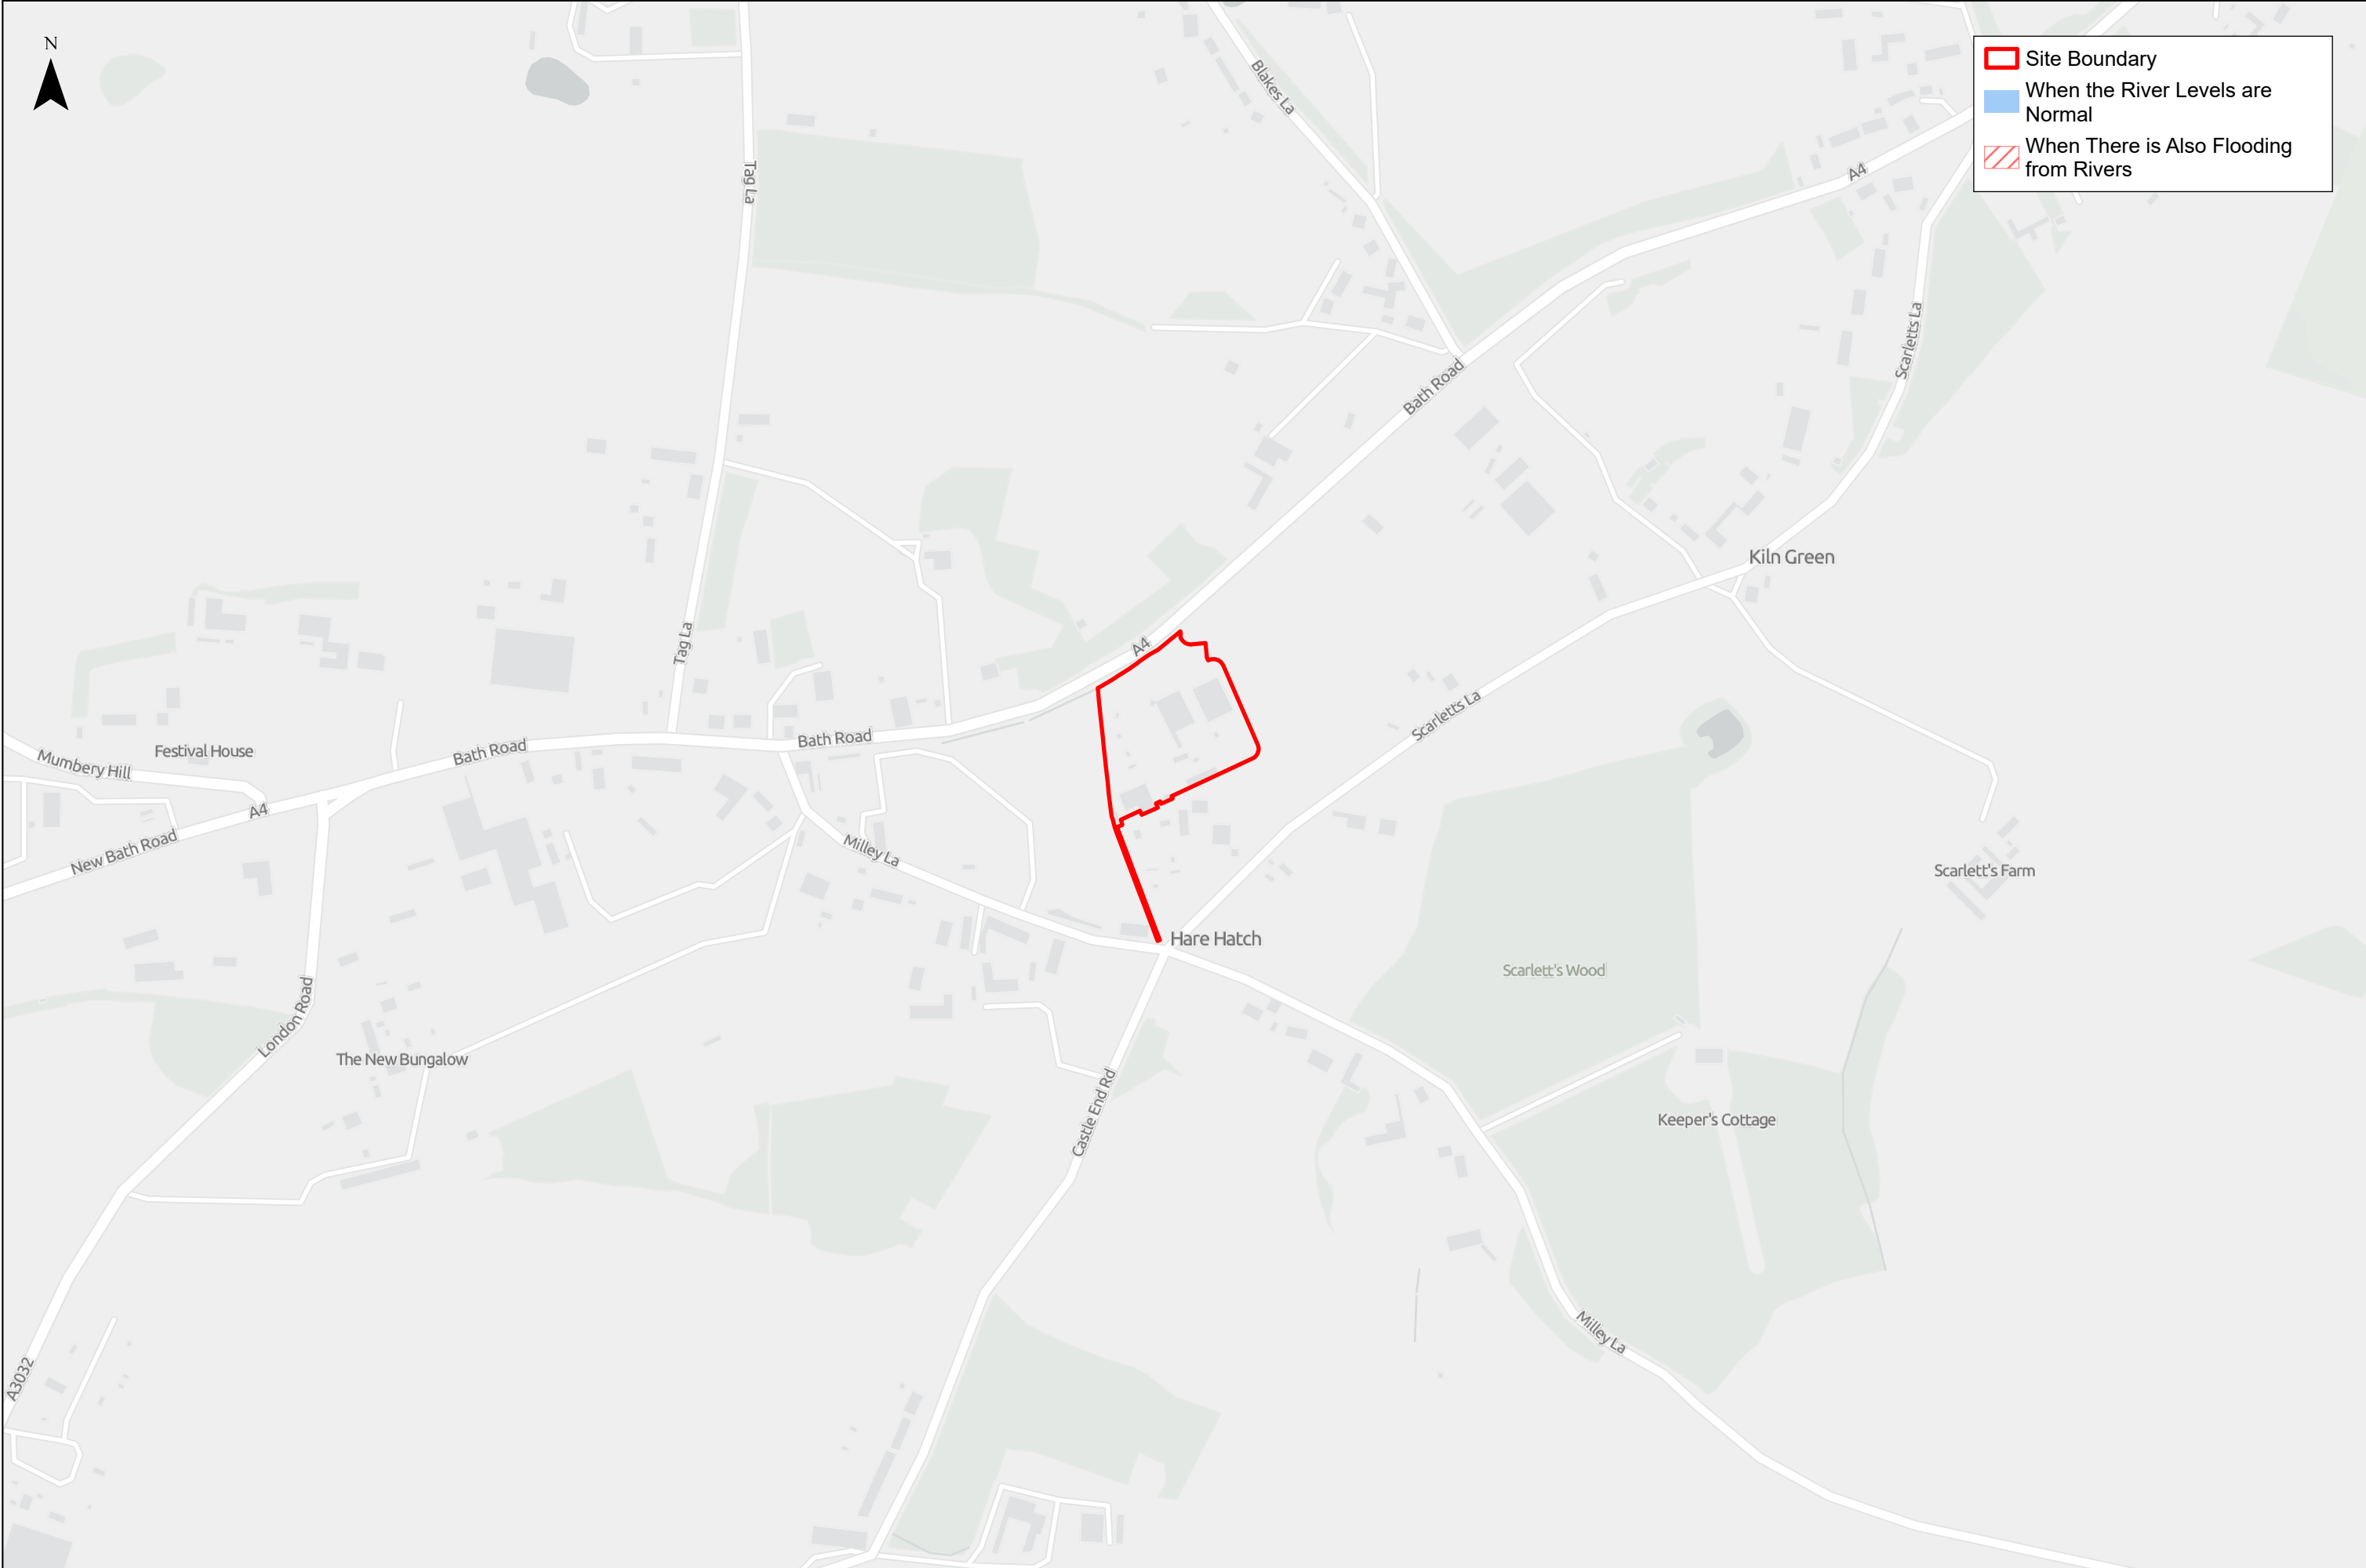 N
Site Boundary
When the River Levels are
Normal
When There is Also Flooding
from Rivers
Blakes La
Tag La
A4
Scarletts La
Bath Road
Kiln Green
Tag La
A4
Scarletts La
Bath Road
Bath Road
Festival House
Mumbery Hill
A4
New Bath Road
Milley La
Scarlett's Farm
Hare Hatch
Scarlett's Wood
London Road
The New Bungalow
Castle End Rd
Keeper's Cottage
Milley La
A3032